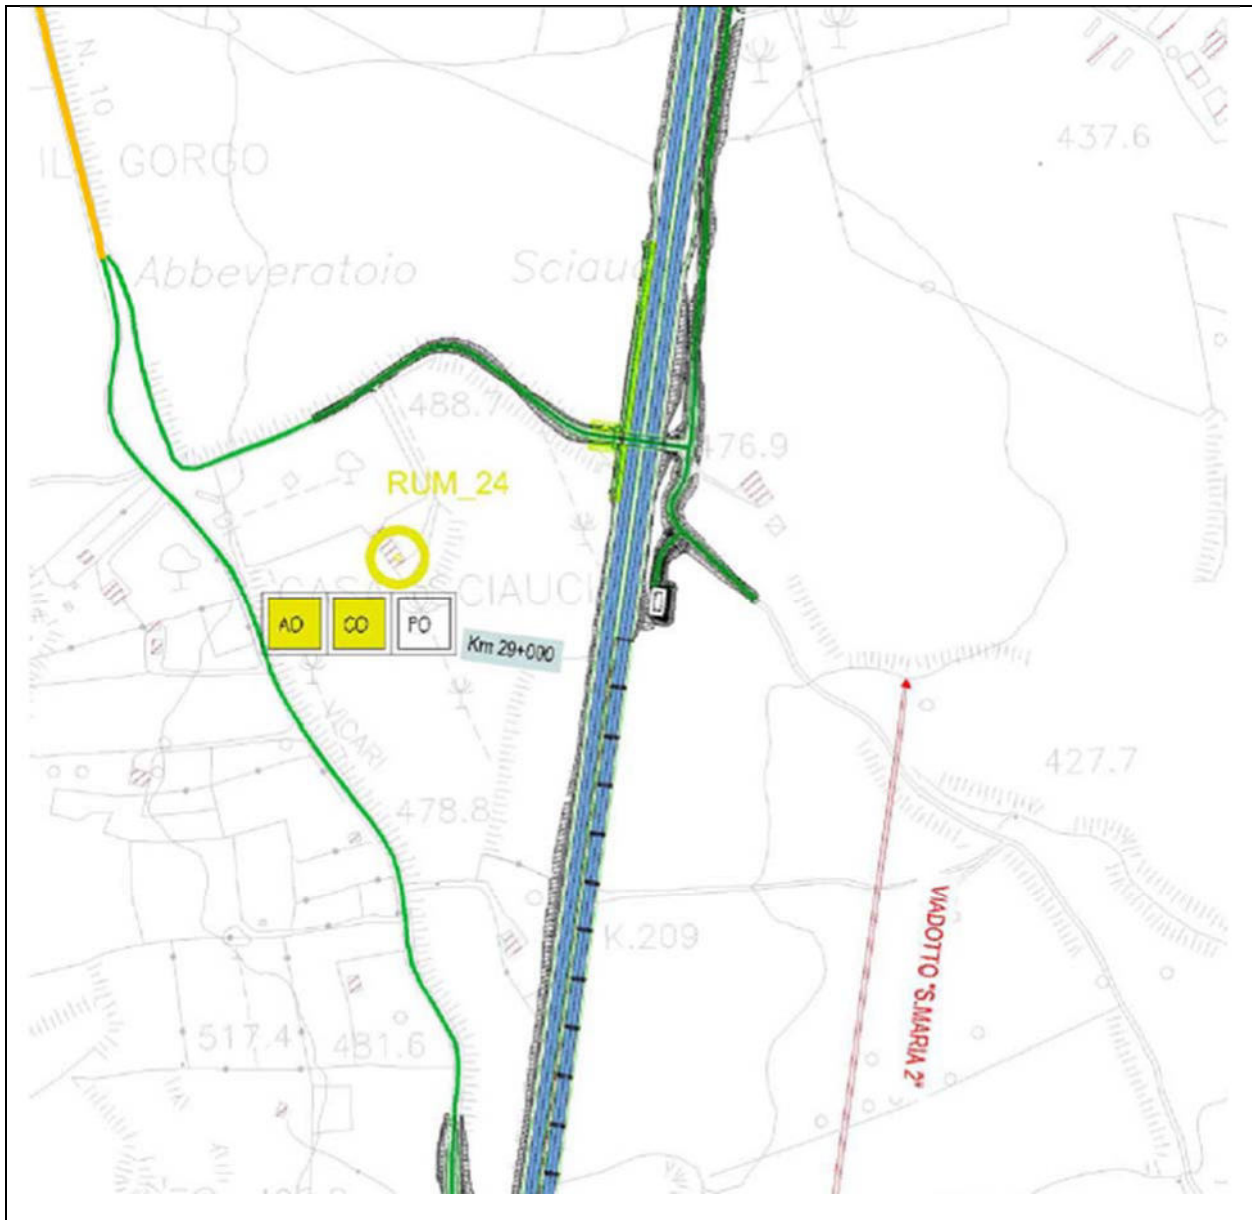 N. 10
437.6
IL GORGO
Abbeveratoio
488.7
476.9
RUM_24
AO
CO
PO
Km 29+000
VICARI
427.7
478.8
K.209
VIADOTTO "S.MARIA 2"
517.4
481.6